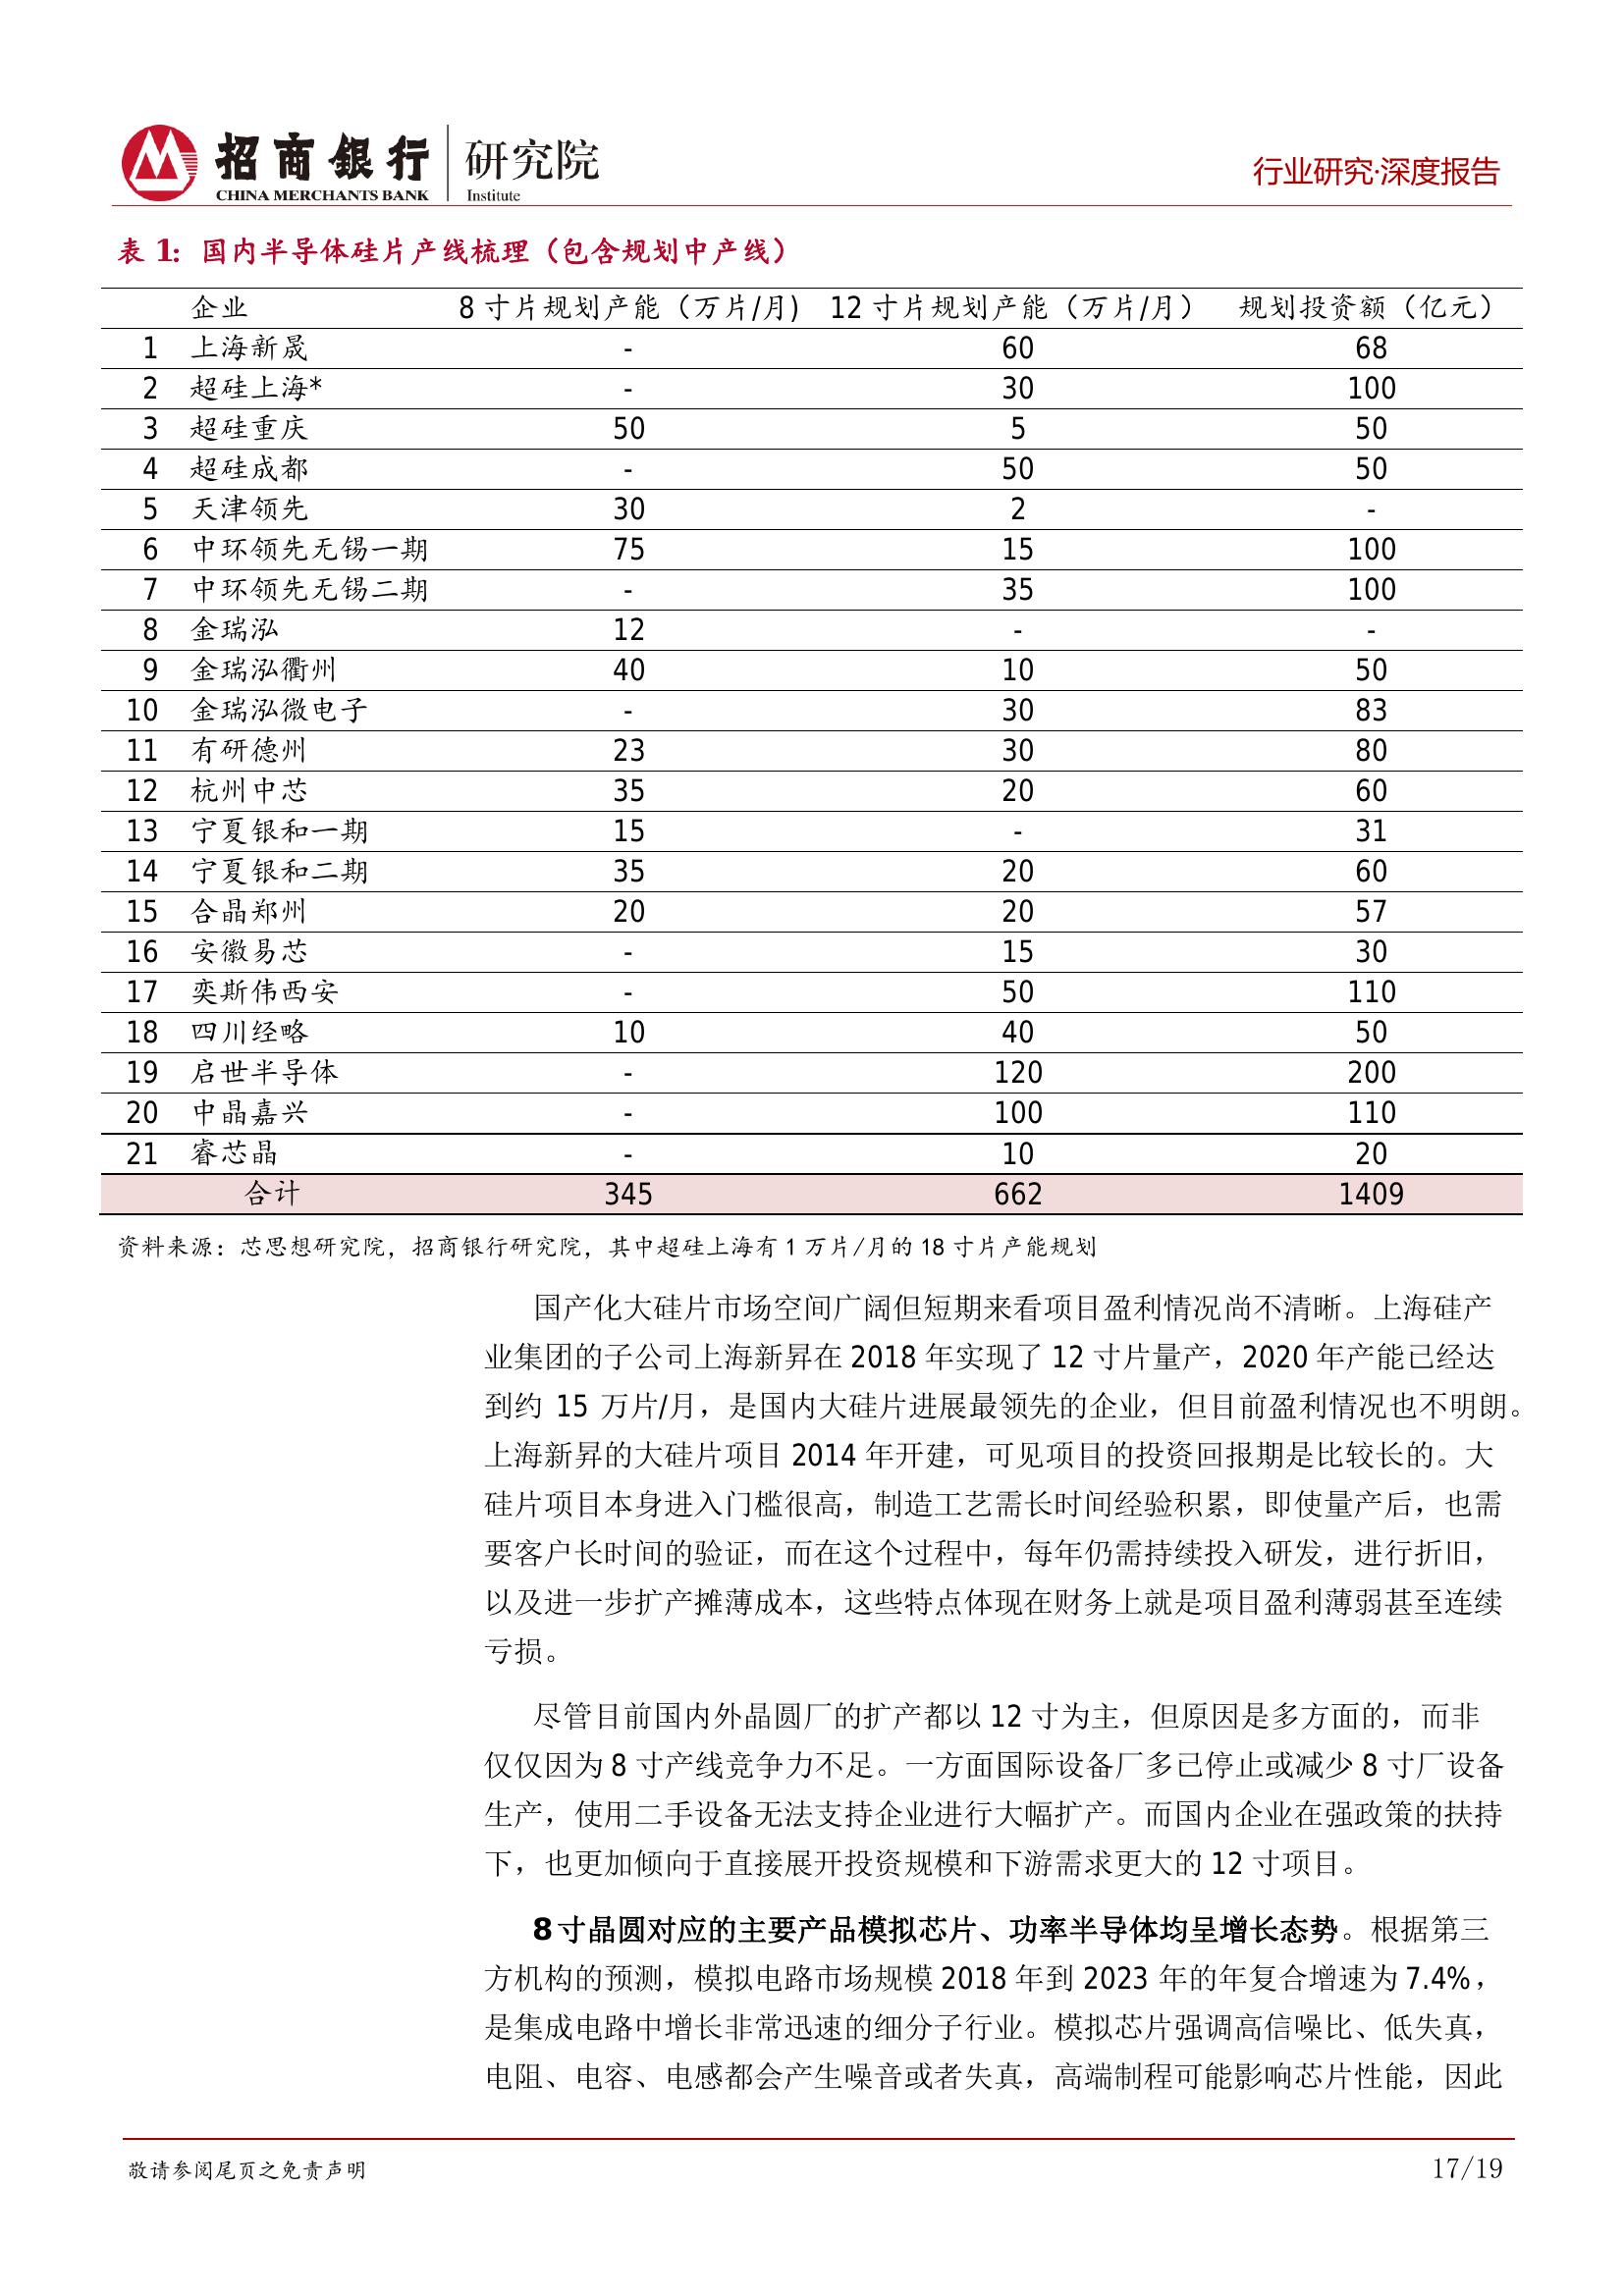 招商银行 研究院
CHINA MERCHANTS BANK Institute
行业研究·深度报告
表 1: 国内半导体硅片产线梳理（包含规划中产线）
企业 8 寸片规划产能（万片/月) 12 寸片规划产能（万片/月） 规划投资额（亿元）
1 上海新晟 - 60 68
2 超硅上海* - 30 100
3 超硅重庆 50 5 50
4 超硅成都 - 50 50
5 天津领先 30 2 -
6 中环领先无锡一期 75 15 100
7 中环领先无锡二期 - 35 100
8 金瑞泓 12 - -
9 金瑞泓衢州 40 10 50
10 金瑞泓微电子 - 30 83
11 有研德州 23 30 80
12 杭州中芯 35 20 60
13 宁夏银和一期 15 - 31
14 宁夏银和二期 35 20 60
15 合晶郑州 20 20 57
16 安徽易芯 - 15 30
17 奕斯伟西安 - 50 110
18 四川经略 10 40 50
19 启世半导体 - 120 200
20 中晶嘉兴 - 100 110
21 睿芯晶 - 10 20
合计 345 662 1409
资料来源：芯思想研究院，招商银行研究院，其中超硅上海有 1 万片/月的 18 寸片产能规划
国产化大硅片市场空间广阔但短期来看项目盈利情况尚不清晰。上海硅产
业集团的子公司上海新昇在 2018 年实现了 12 寸片量产，2020 年产能已经达
到约 15 万片/月，是国内大硅片进展最领先的企业，但目前盈利情况也不明朗。
上海新昇的大硅片项目 2014 年开建，可见项目的投资回报期是比较长的。大
硅片项目本身进入门槛很高，制造工艺需长时间经验积累，即使量产后，也需
要客户长时间的验证，而在这个过程中，每年仍需持续投入研发，进行折旧，
以及进一步扩产摊薄成本，这些特点体现在财务上就是项目盈利薄弱甚至连续
亏损。
尽管目前国内外晶圆厂的扩产都以 12 寸为主，但原因是多方面的，而非
仅仅因为 8 寸产线竞争力不足。一方面国际设备厂多已停止或减少 8 寸厂设备
生产，使用二手设备无法支持企业进行大幅扩产。而国内企业在强政策的扶持
下，也更加倾向于直接展开投资规模和下游需求更大的 12 寸项目。
8 寸晶圆对应的主要产品模拟芯片、功率半导体均呈增长态势。根据第三
方机构的预测，模拟电路市场规模 2018 年到 2023 年的年复合增速为 7.4%，
是集成电路中增长非常迅速的细分子行业。模拟芯片强调高信噪比、低失真，
电阻、电容、电感都会产生噪音或者失真，高端制程可能影响芯片性能，因此
敬请参阅尾页之免责声明
17/19